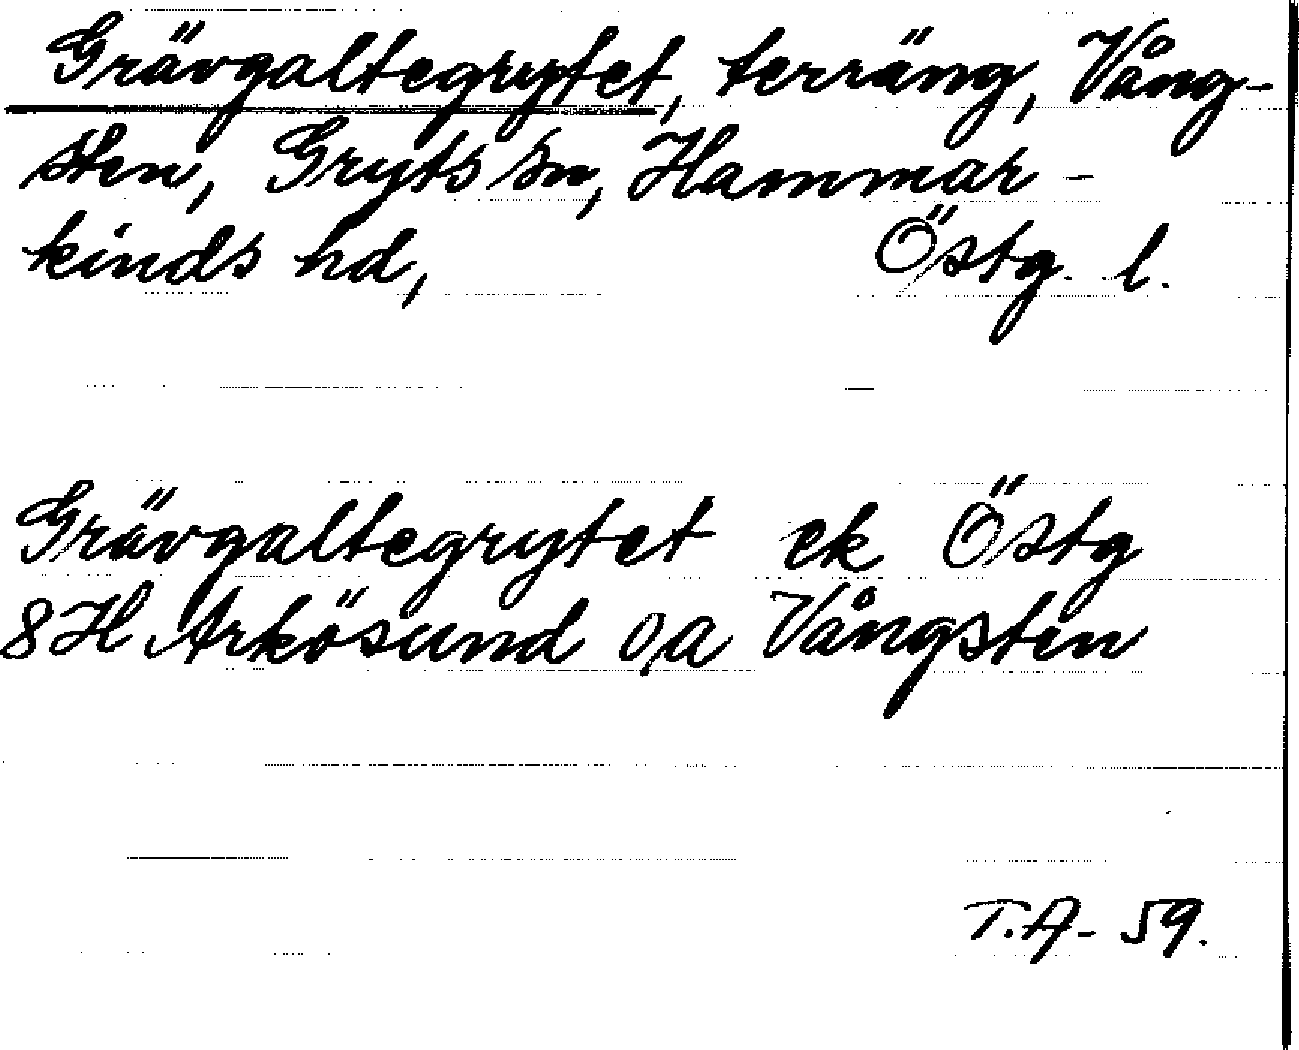 Grävgaltegrytet, terräng, Vång-
sten, Gryts sn, Hammar-
kinds hd, Östg. l.
Grävgaltegrytet ek Östg
8H Arkösund o,a Vångsten
T.A- 59.